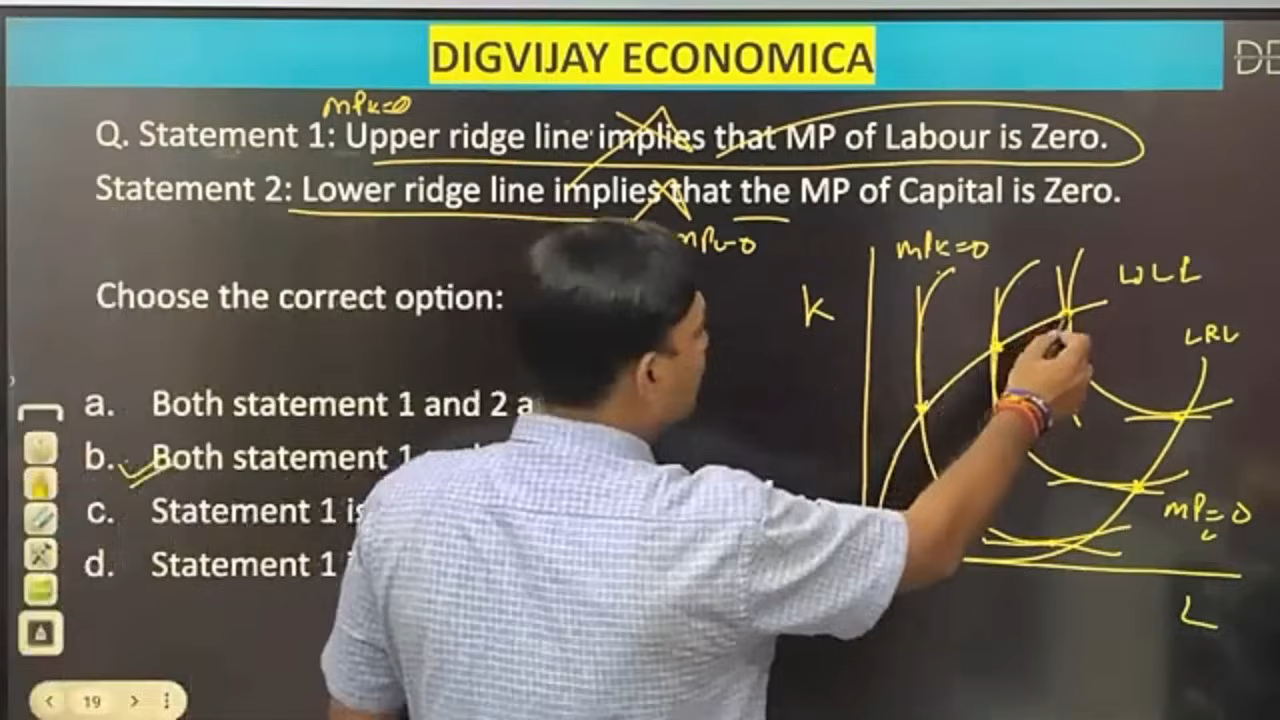 DIGVIJAY ECONOMICA
DE
MPk=0
Q. Statement 1: Upper ridge line implies that MP of Labour is Zero.
Statement 2: Lower ridge line implies that the MP of Capital is Zero.
MPL=0
Choose the correct option:
a. Both statement 1 and 2 a
b. Both statement 1
c. Statement 1 is
d. Statement 1
K
MPK=0
LRL
MPL=0
L
19